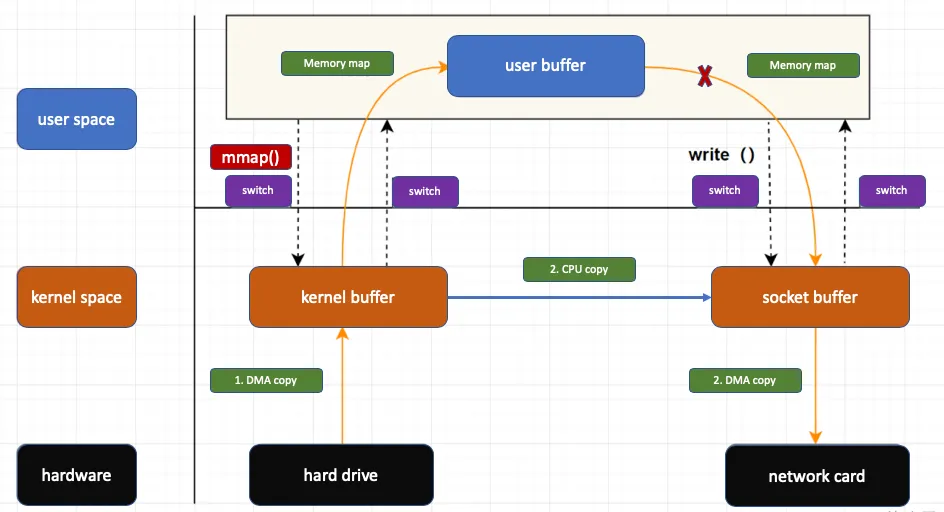 Memory map
user buffer
Memory map
user space
mmap()
write ()
switch
switch
switch
switch
2. CPU copy
kernel space
kernel buffer
socket buffer
1. DMA copy
2. DMA copy
hardware
hard drive
network card